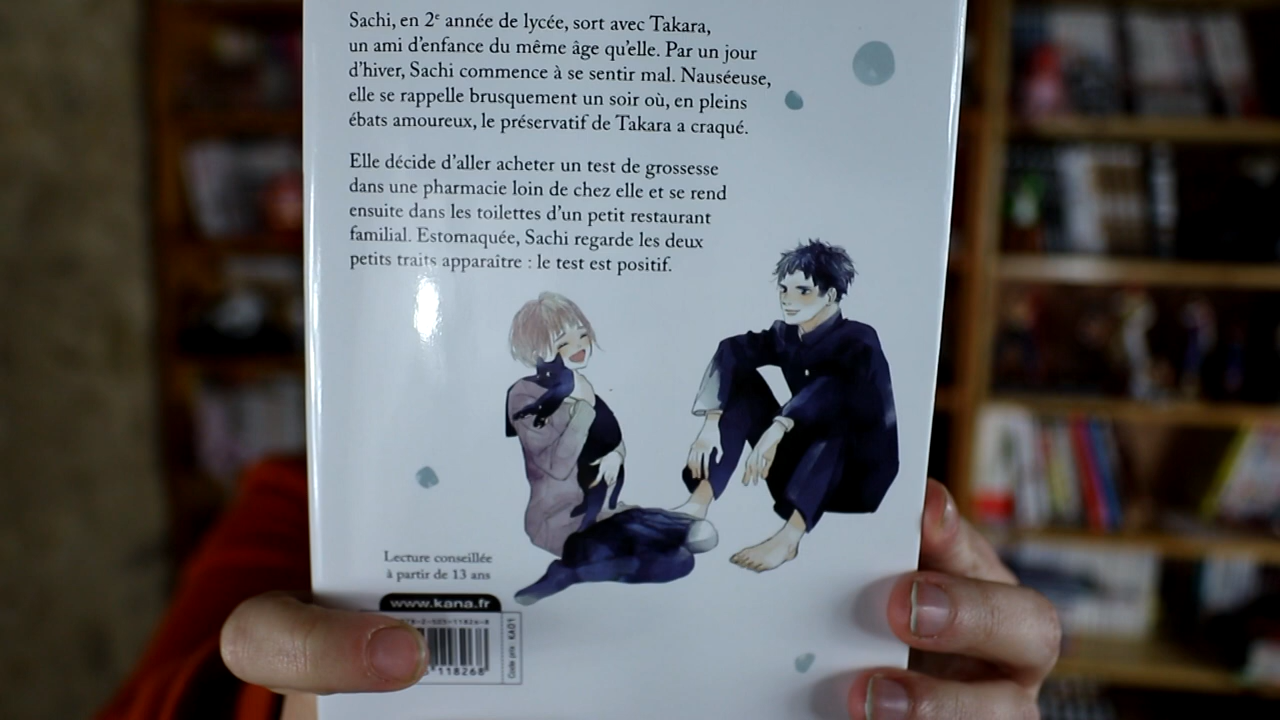 Sachi, en 2e année de lycée, sort avec Takara,
un ami d'enfance du même âge qu'elle. Par un jour
d'hiver, Sachi commence à se sentir mal. Nauséeuse,
elle se rappelle brusquement un soir où, en pleins
ébats amoureux, le préservatif de Takara a craqué.
Elle décide d'aller acheter un test de grossesse
dans une pharmacie loin de chez elle et se rend
ensuite dans les toilettes d'un petit restaurant
familial. Estomaquée, Sachi regarde les deux
petits traits apparaître : le test est positif.
Lecture conseillée
à partir de 13 ans
www.kana.fr
118268
Code prix : KA01